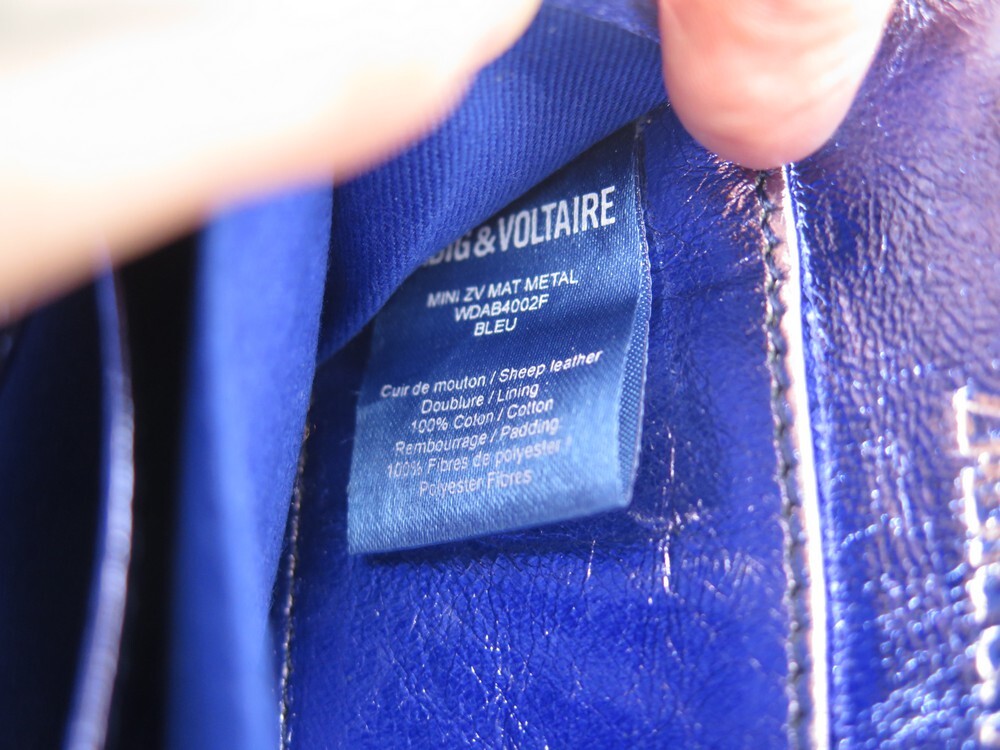 & VOLTAIRE
MINI ZV MAT METAL
WDAB4002F
BLEU
Cuir de mouton / Sheep leather
Doublure / Lining :
100% Coton / Cotton
Rembourrage / Padding:
100% Fibres de polyester /
Polyester Fibres